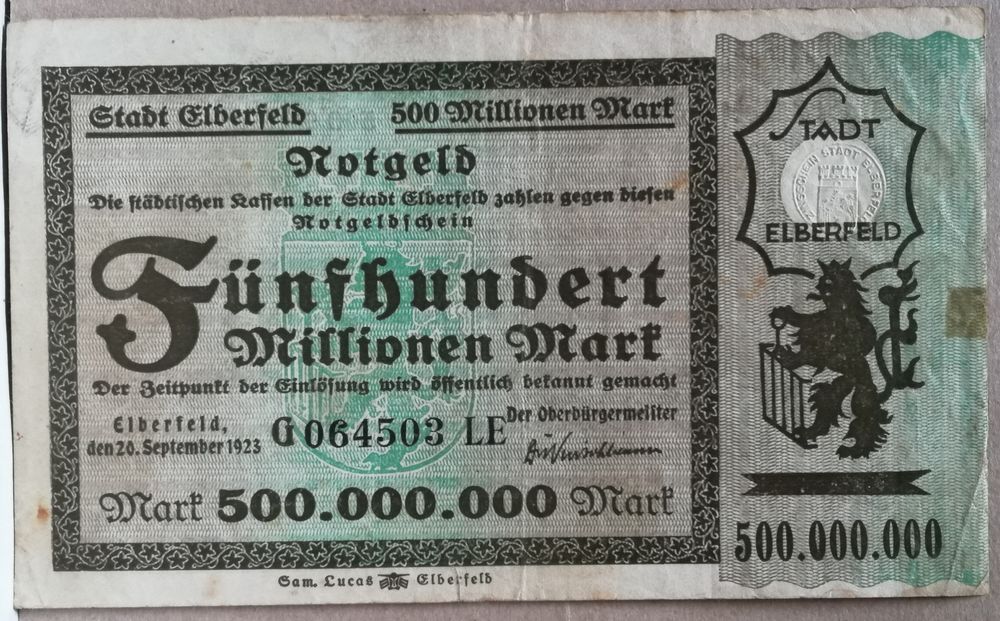 Stadt Elberfeld 500 Millionen Mark
Notgeld
Die städtischen Kassen der Stadt Elberfeld zahlen gegen diesen
Notgeldschein
Fünfhundert
Millionen Mark
Der Zeitpunkt der Einlösung wird öffentlich bekannt gemacht
Elberfeld,
den 20. September 1923
G 064503 LE
Der Oberbürgermeister
Mark 500.000.000 Mark
Sam. Lucas Elberfeld
STADT
STADT ELBERFELD
ELBERFELD
500.000.000